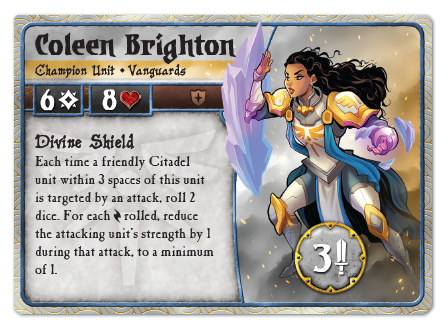 Coleen Brighton
Champion Unit • Vanguards
6 8
Divine Shield
Each time a friendly Citadel
unit within 3 spaces of this unit
is targeted by an attack, roll 2
dice. For each rolled, reduce
the attacking unit's strength by 1
during that attack, to a minimum
of 1.
3